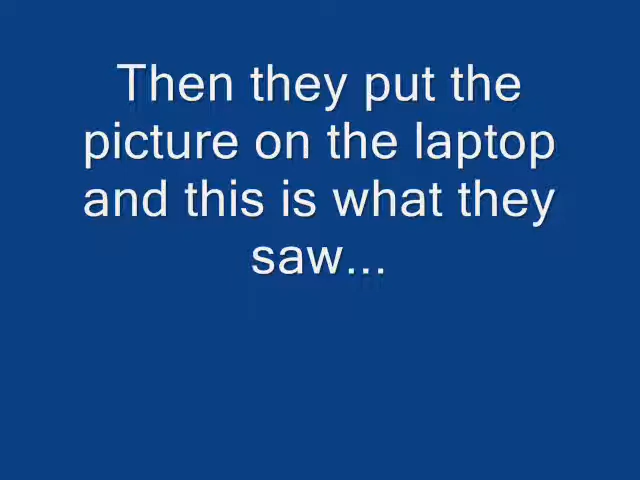 Then they put the
picture on the laptop
and this is what they
saw...